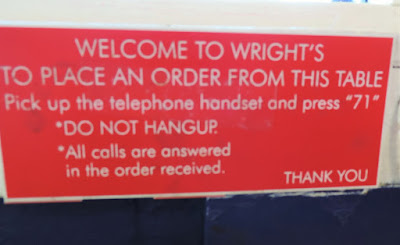 WELCOME TO WRIGHT'S
TO PLACE AN ORDER FROM THIS TABLE
Pick up the telephone handset and press "71"
*DO NOT HANGUP.
*All calls are answered
in the order received.
THANK YOU